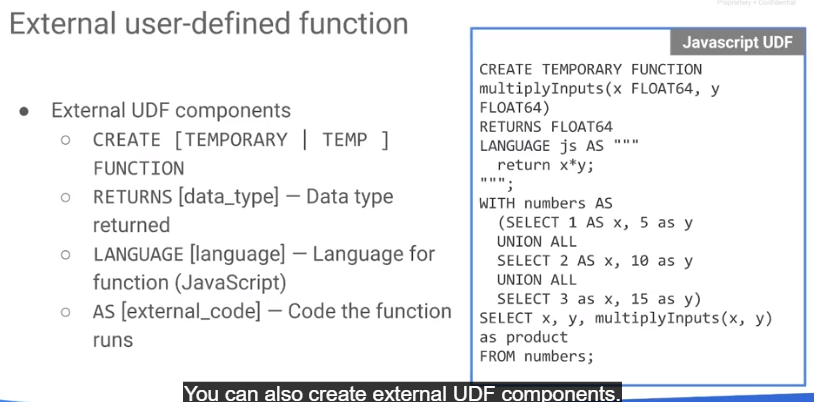 Proprietary + Confidential
External user-defined function
● External UDF components
○ CREATE [TEMPORARY | TEMP ]
FUNCTION
○ RETURNS [data_type] — Data type
returned
○ LANGUAGE [language] — Language for
function (JavaScript)
○ AS [external_code] — Code the function
runs
Javascript UDF
CREATE TEMPORARY FUNCTION
multiplyInputs(x FLOAT64, y
FLOAT64)
RETURNS FLOAT64
LANGUAGE js AS """
return x*y;
""";
WITH numbers AS
(SELECT 1 AS x, 5 as y
UNION ALL
SELECT 2 AS x, 10 as y
UNION ALL
SELECT 3 as x, 15 as y)
SELECT x, y, multiplyInputs(x, y)
as product
FROM numbers;
You can also create external UDF components.